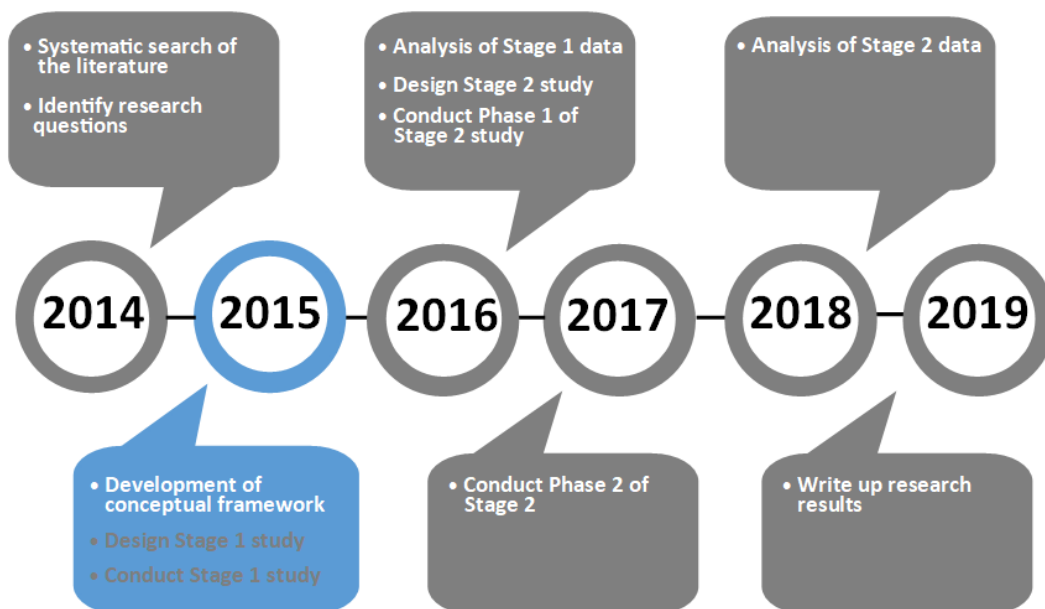 • Systematic search of
the literature
• Identify research
questions
• Analysis of Stage 1 data
• Design Stage 2 study
• Conduct Phase 1 of
Stage 2 study
• Analysis of Stage 2 data
2014
2015
2016
2017
2018
2019
• Development of
conceptual framework
• Design Stage 1 study
• Conduct Stage 1 study
• Conduct Phase 2 of
Stage 2
• Write up research
results